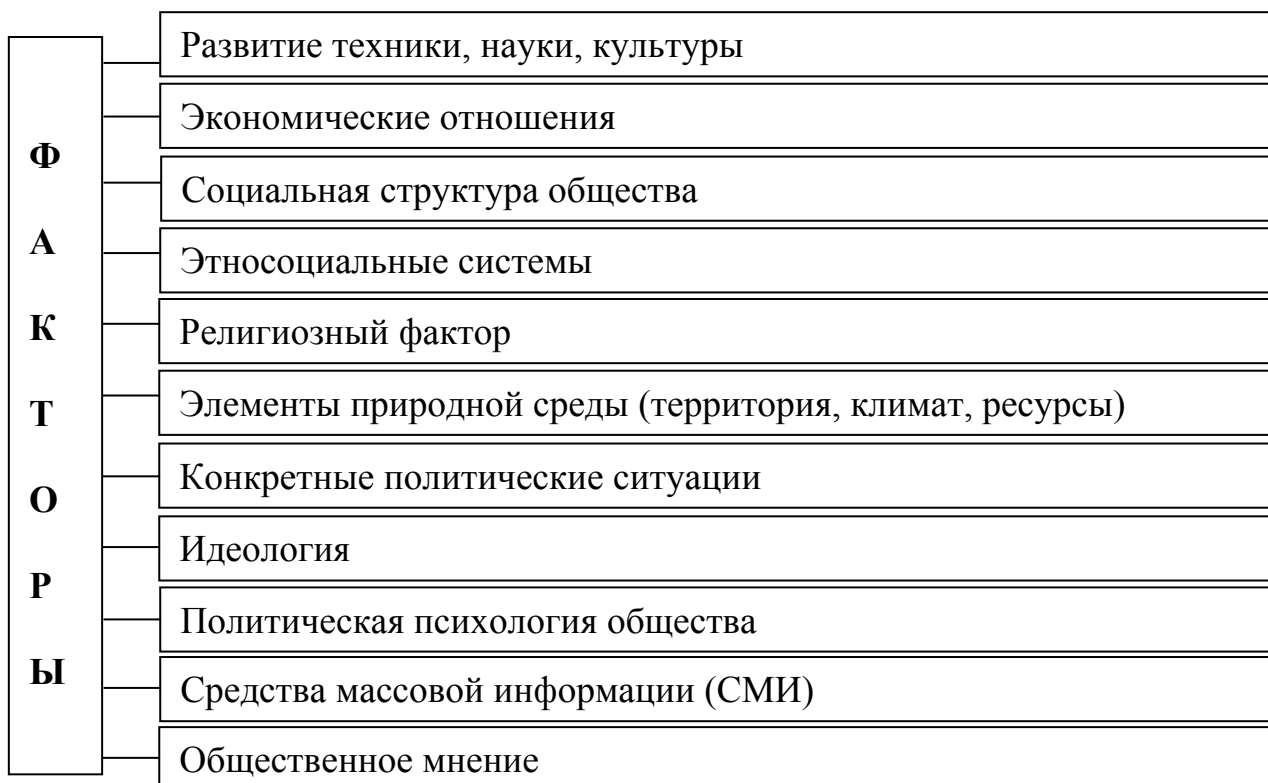 ФАКТОРЫ
Развитие техники, науки, культуры
Экономические отношения
Социальная структура общества
Этносоциальные системы
Религиозный фактор
Элементы природной среды (территория, климат, ресурсы)
Конкретные политические ситуации
Идеология
Политическая психология общества
Средства массовой информации (СМИ)
Общественное мнение